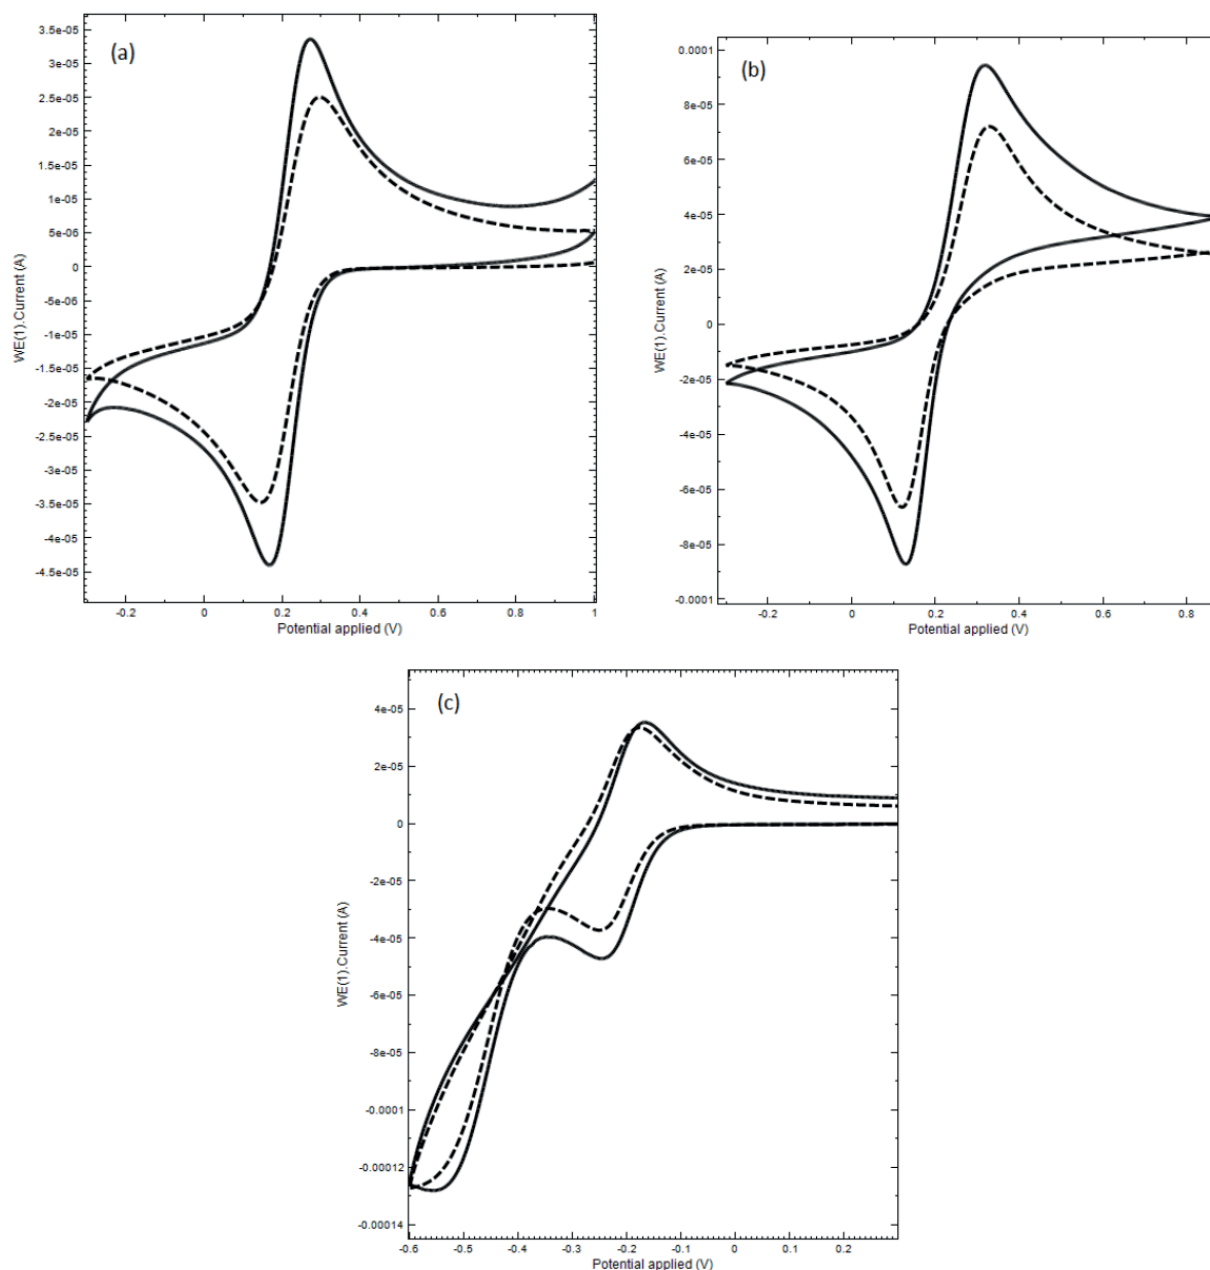 (a)
3.5e-05
3e-05
2.5e-05
2e-05
1.5e-05
1e-05
5e-06
0
-5e-06
-1e-05
-1.5e-05
-2e-05
-2.5e-05
-3e-05
-3.5e-05
-4e-05
-4.5e-05
WE(1).Current (A)
-0.2 0 0.2 0.4 0.6 0.8 1
Potential applied (V)
(b)
0.0001
8e-05
6e-05
4e-05
2e-05
0
-2e-05
-4e-05
-6e-05
-8e-05
-0.0001
WE(1).Current (A)
-0.2 0 0.2 0.4 0.6 0.8
Potential applied (V)
(c)
4e-05
2e-05
0
-2e-05
-4e-05
-6e-05
-8e-05
-0.0001
-0.00012
-0.00014
WE(1).Current (A)
-0.6 -0.5 -0.4 -0.3 -0.2 -0.1 0 0.1 0.2
Potential applied (V)